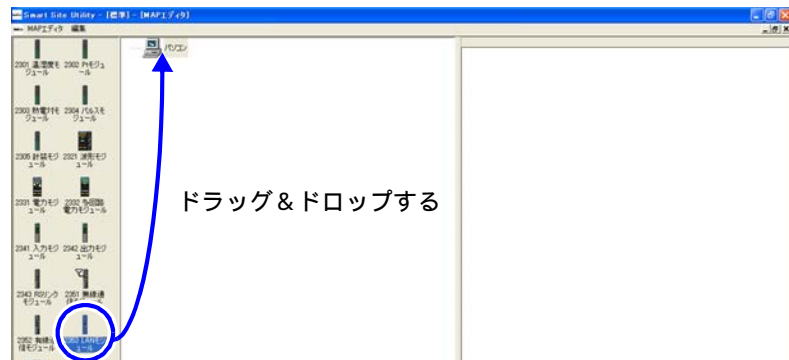 Smart Site Utility - [標準] - [MAPエディタ]
MAPエディタ 編集
パソコン
2301 温湿度モジュール
2302 Ptモジュール
2303 熱電対モジュール
2304 パルスモジュール
2305 計装モジュール
2321 波形モジュール
2331 電力モジュール
2332 多回路電力モジュール
ドラッグ＆ドロップする
2341 入力モジュール
2342 出力モジュール
2343 RSリンクモジュール
2351 無線通
2352 有線通信モジュール
2353 LANモジュール